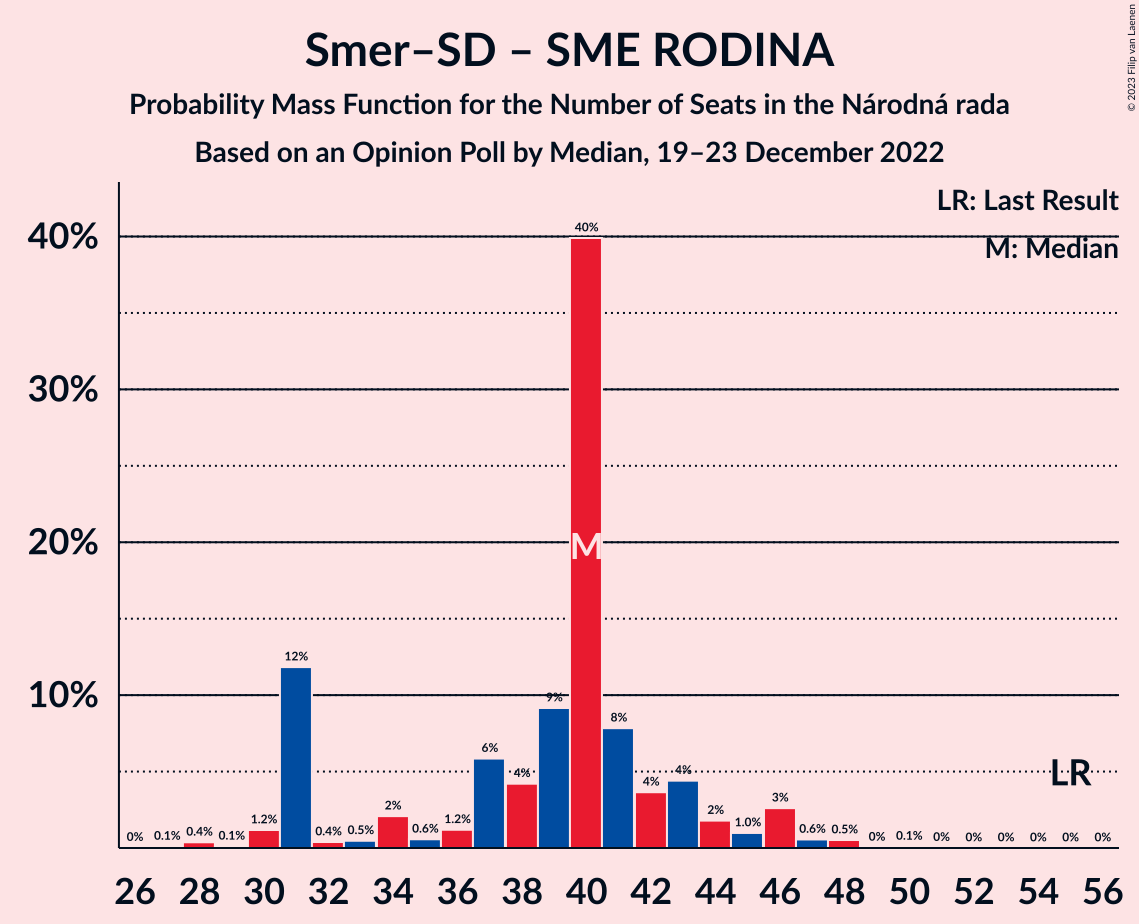 Smer–SD – SME RODINA
Probability Mass Function for the Number of Seats in the Národná rada
Based on an Opinion Poll by Median, 19–23 December 2022
© 2023 Filip van Laenen
LR: Last Result
M: Median
40%
30%
20%
10%
0% 0.1% 0.4% 0.1% 1.2% 12% 0.4% 0.5% 2% 0.6% 1.2% 6% 4% 9% 40% 8% 4% 4% 2% 1.0% 3% 0.6% 0.5% 0% 0.1% 0% 0% 0% 0% 0% 0%
M
LR
26 28 30 32 34 36 38 40 42 44 46 48 50 52 54 56